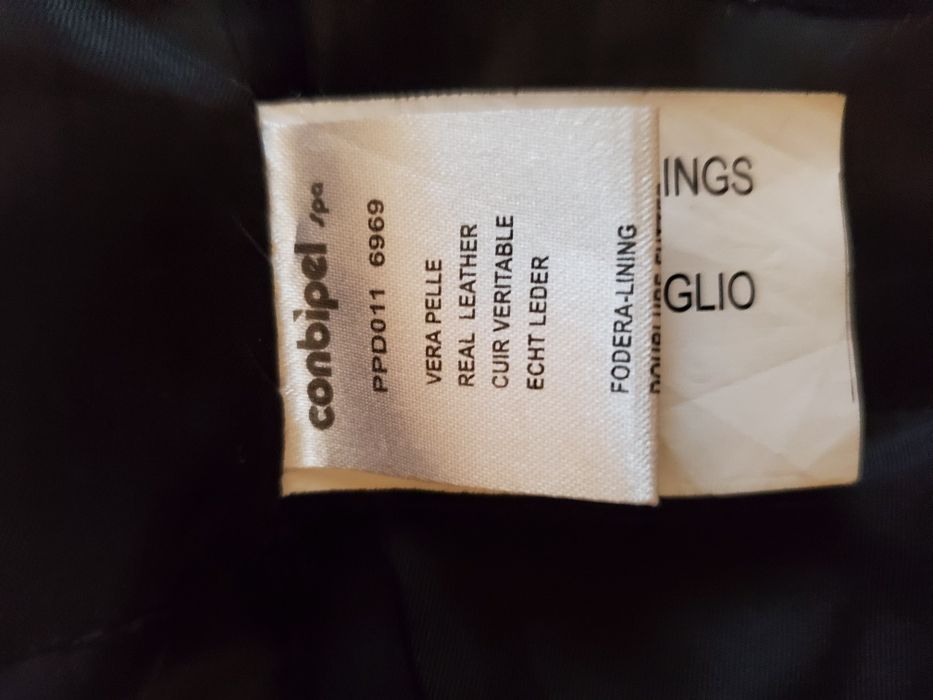 conbipel spa
PPD011 6969
VERA PELLE
REAL LEATHER
CUIR VERITABLE
ECHT LEDER
FODERA-LINING
INGS
GLIO